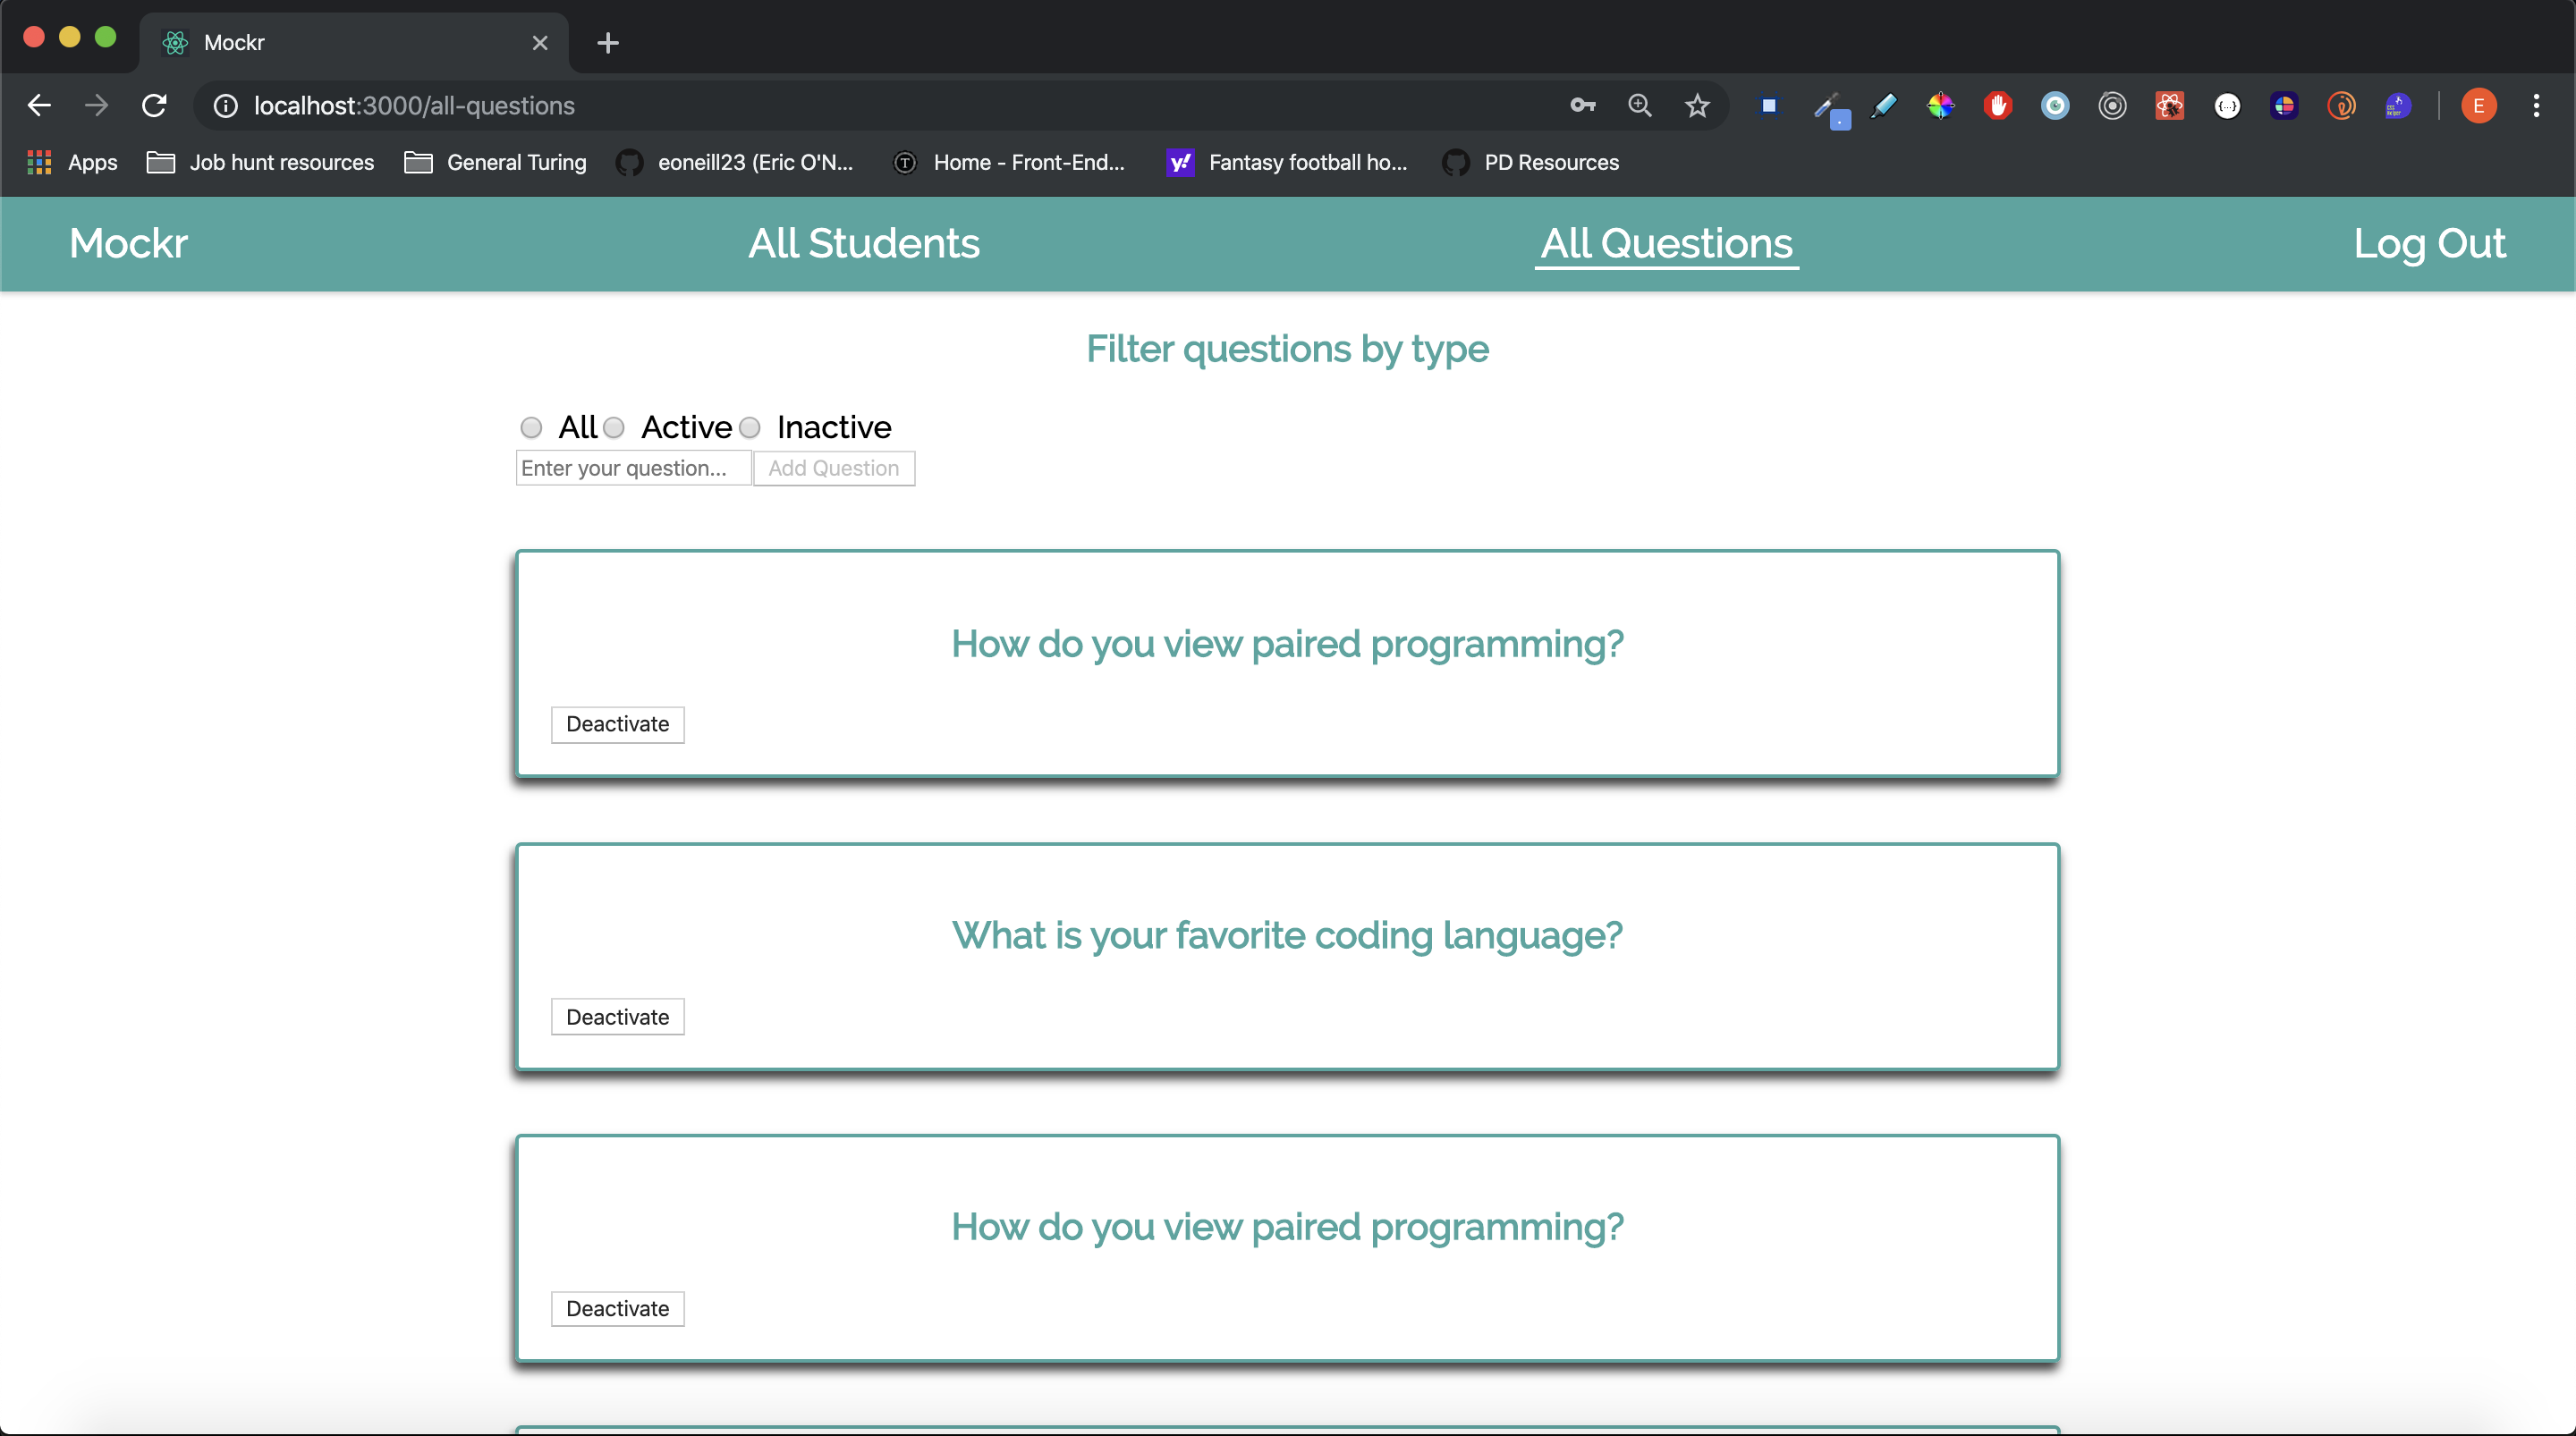 Mockr
localhost:3000/all-questions
E
Apps
Job hunt resources
General Turing
eoneill23 (Eric O'N...
Home - Front-End...
Fantasy football ho...
PD Resources
Mockr
All Students
All Questions
Log Out
Filter questions by type
All
Active
Inactive
Enter your question...
Add Question
How do you view paired programming?
Deactivate
What is your favorite coding language?
Deactivate
How do you view paired programming?
Deactivate